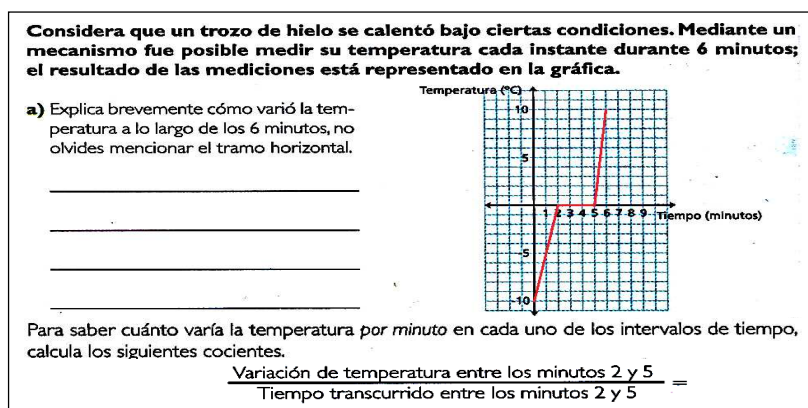 Considera que un trozo de hielo se calentó bajo ciertas condiciones. Mediante un
mecanismo fue posible medir su temperatura cada instante durante 6 minutos;
el resultado de las mediciones está representado en la gráfica.
Temperatura (°C)
a) Explica brevemente cómo varió la tem-
peratura a lo largo de los 6 minutos, no
olvides mencionar el tramo horizontal.
10
5
1 2 3 4 5 6 7 8 9 Tiempo (minutos)
-5
-10
Para saber cuánto varía la temperatura por minuto en cada uno de los intervalos de tiempo,
calcula los siguientes cocientes.
Variación de temperatura entre los minutos 2 y 5
Tiempo transcurrido entre los minutos 2 y 5
=